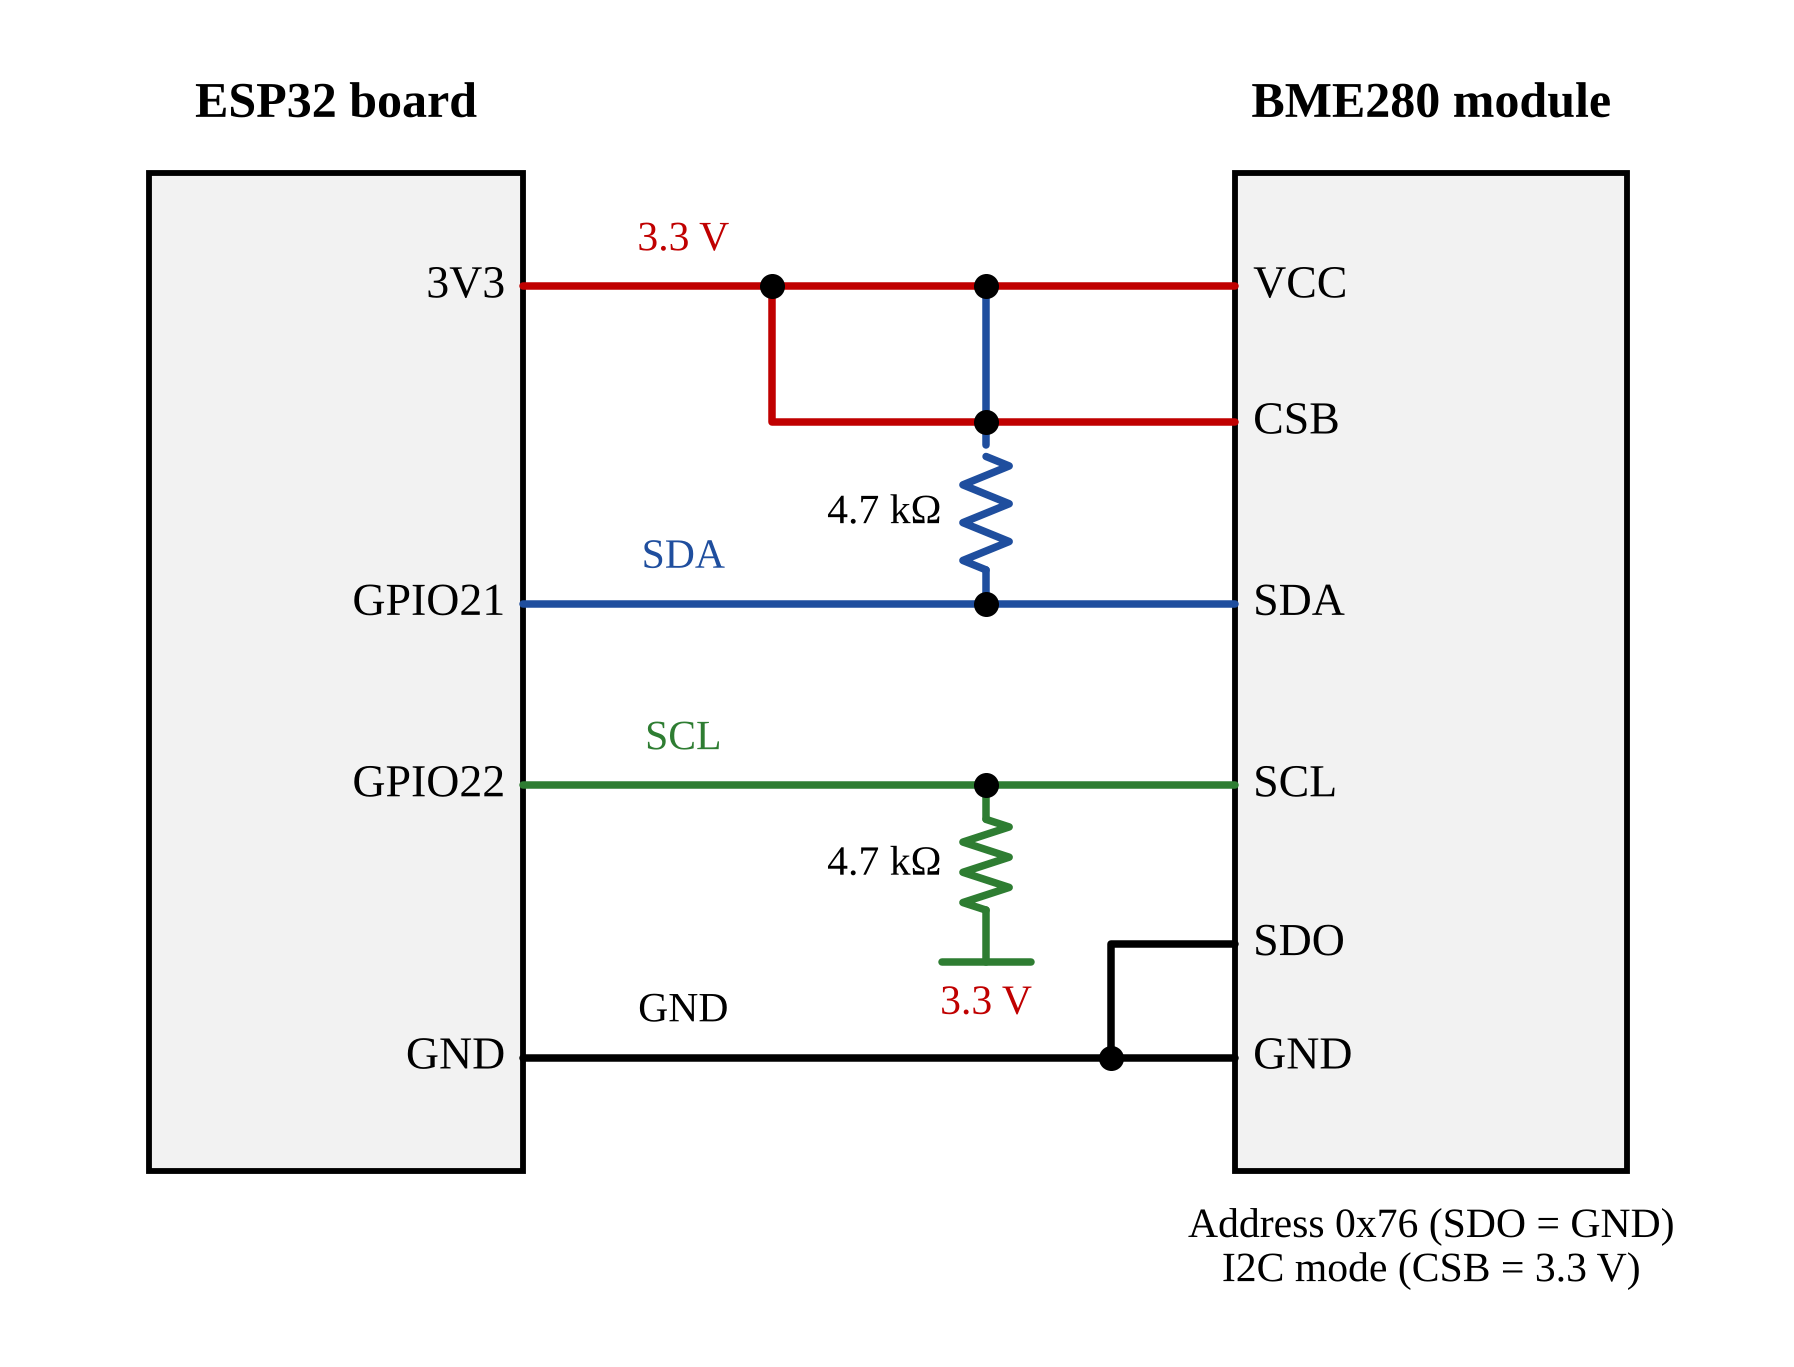 ESP32 board
BME280 module
3.3 V
3V3
VCC
CSB
4.7 kΩ
SDA
GPIO21
SDA
SCL
GPIO22
SCL
4.7 kΩ
SDO
3.3 V
GND
GND
GND
Address 0x76 (SDO = GND)
I2C mode (CSB = 3.3 V)